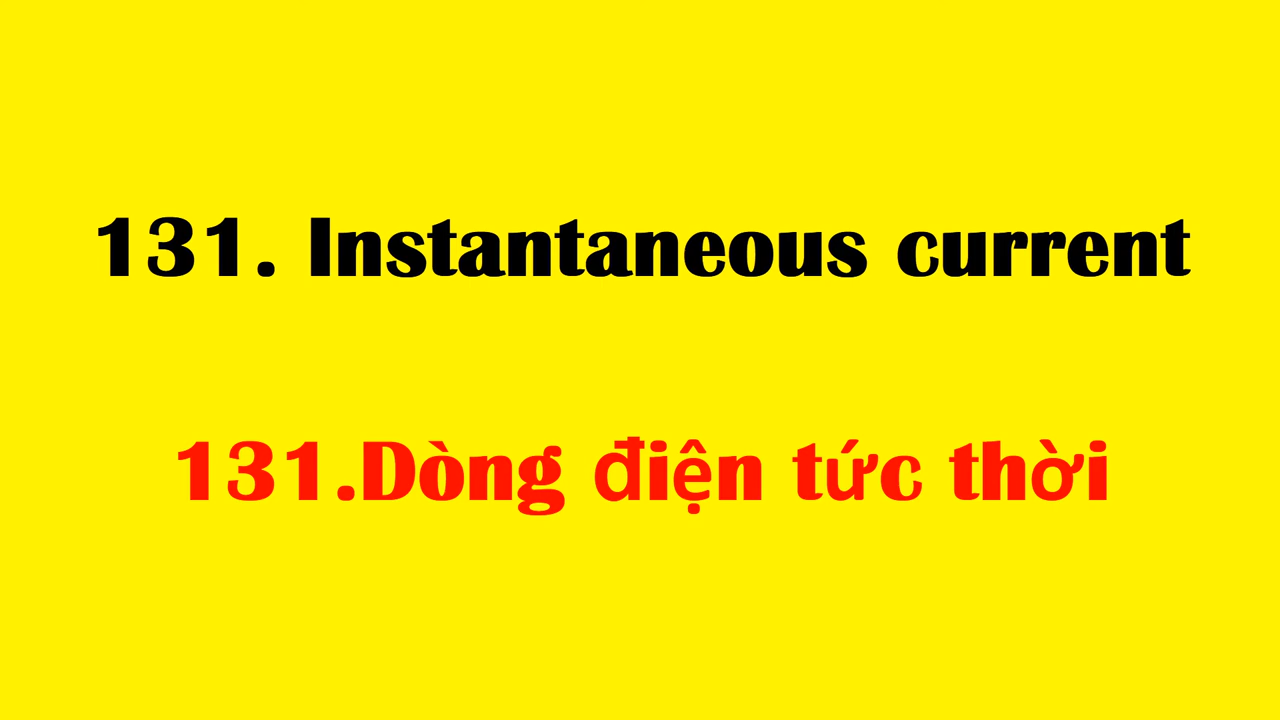 131. Instantaneous current
131.Dòng điện tức thời